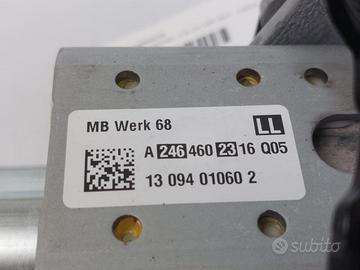 MB Werk 68
LL
A 246 460 23 16 Q05
13 094 01060 2
subito